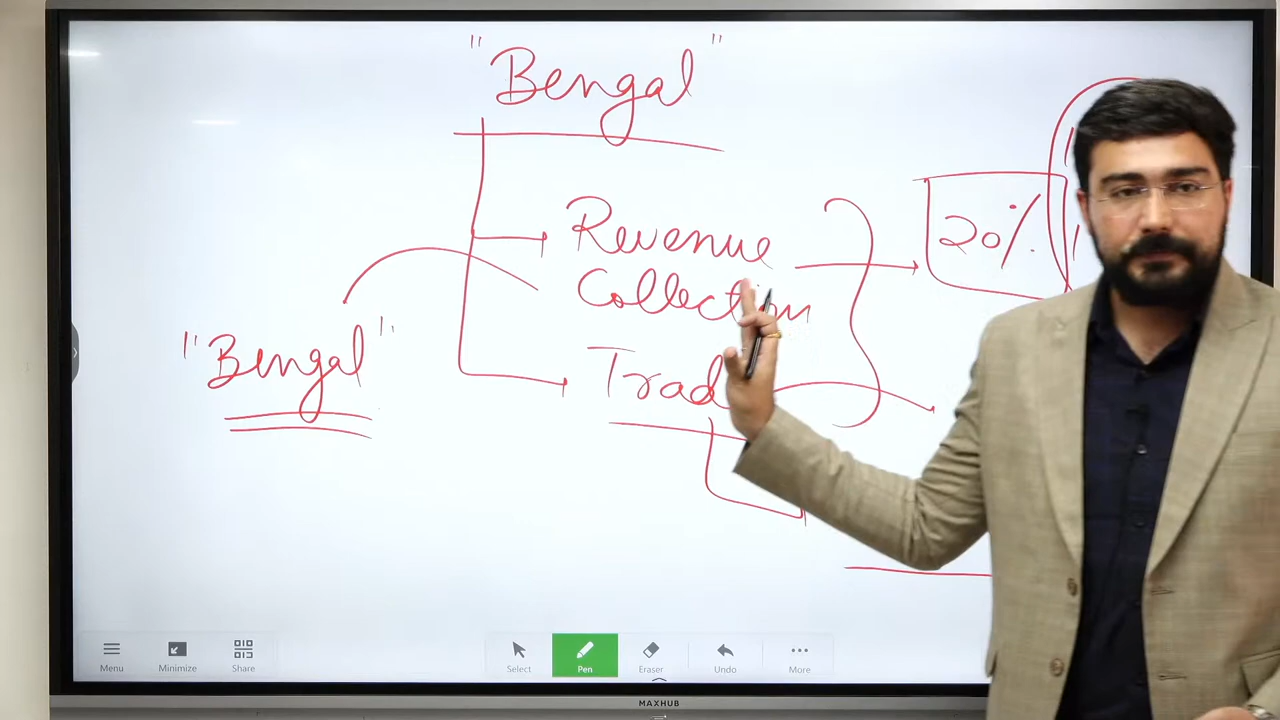 "Bengal"
Revenue
Collection
20%
"Bengal"
Trad
Menu
Minimize
Share
Select
Pen
Eraser
Undo
More
MAXHUB